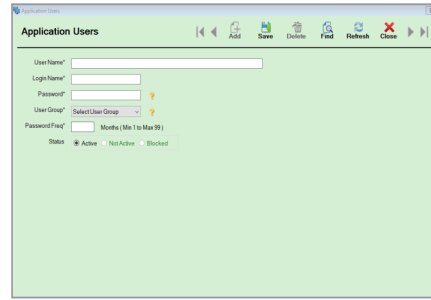 Application Users
Application Users
Add Save Delete Find Refresh Close
User Name*
Login Name*
Password* ?
User Group* Select User Group ?
Password Freq* Months ( Min 1 to Max 99 )
Status Active Not Active Blocked